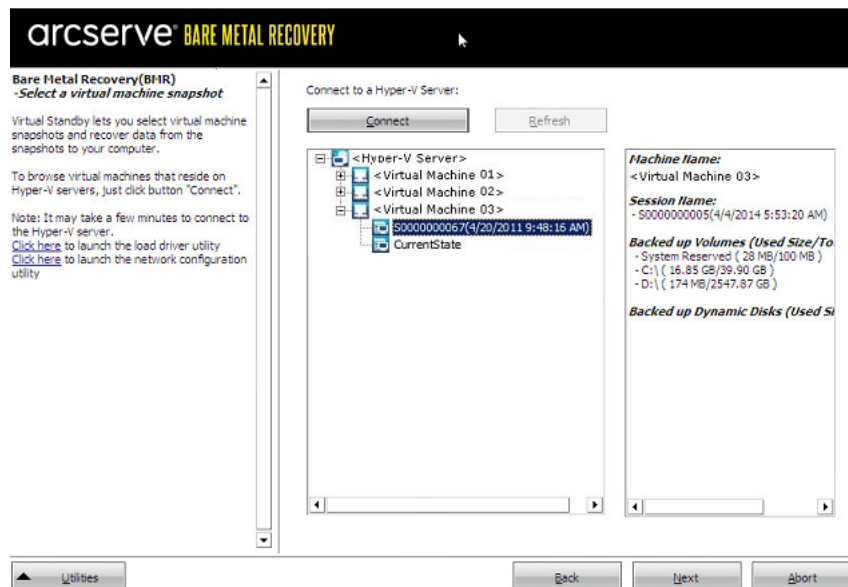 arcserve® BARE METAL RECOVERY
Bare Metal Recovery(BMR)
-Select a virtual machine snapshot
Virtual Standby lets you select virtual machine
snapshots and recover data from the
snapshots to your computer.
To browse virtual machines that reside on
Hyper-V servers, just click button "Connect".
Note: It may take a few minutes to connect to
the Hyper-V server.
Click here to launch the load driver utility
Click here to launch the network configuration
utility
Connect to a Hyper-V Server:
Connect
Refresh
<Hyper-V Server>
<Virtual Machine 01>
<Virtual Machine 02>
<Virtual Machine 03>
S0000000067(4/20/2011 9:48:16 AM)
CurrentState
Machine Name:
<Virtual Machine 03>
Session Name:
- S0000000005(4/4/2014 5:53:20 AM)
Backed up Volumes (Used Size/To
- System Reserved ( 28 MB/100 MB )
- C:\ ( 16.85 GB/39.90 GB )
- D:\ ( 174 MB/2547.87 GB )
Backed up Dynamic Disks (Used Si
Utilities
Back
Next
Abort